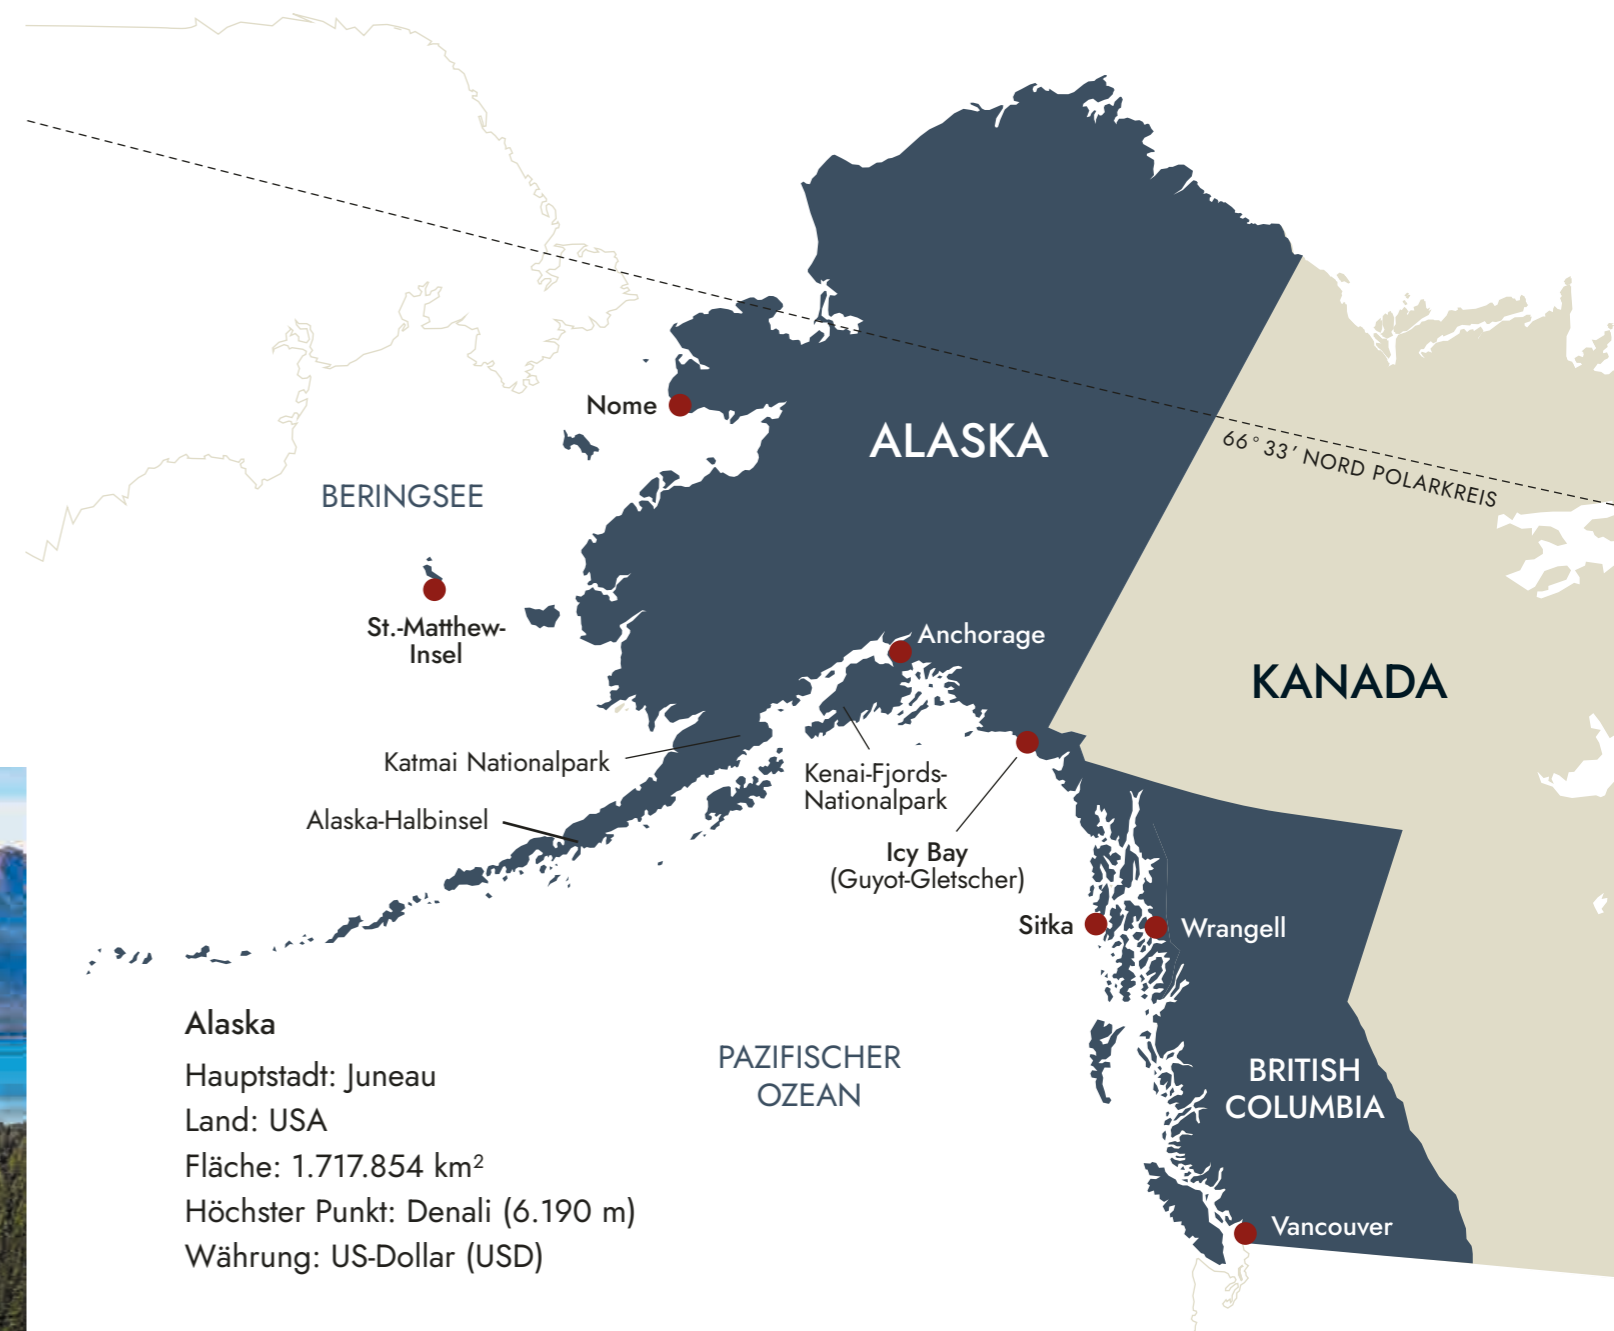 Nome
ALASKA
66° 33′ NORD POLARKREIS
BERINGSEE
St.-Matthew-
Insel
Anchorage
KANADA
Katmai Nationalpark
Kenai-Fjords-
Nationalpark
Alaska-Halbinsel
Icy Bay
(Guyot-Gletscher)
Sitka
Wrangell
Alaska
Hauptstadt: Juneau
Land: USA
Fläche: 1.717.854 km²
Höchster Punkt: Denali (6.190 m)
Währung: US-Dollar (USD)
PAZIFISCHER
OZEAN
BRITISH
COLUMBIA
Vancouver